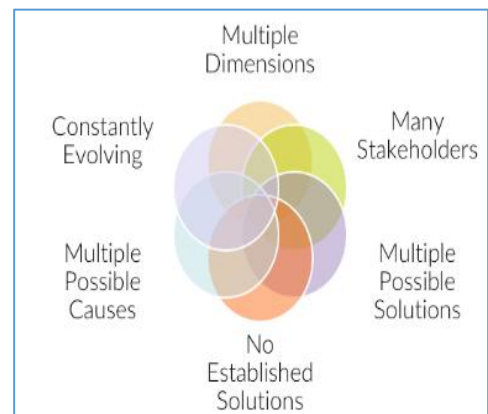 Multiple
Dimensions
Many
Stakeholders
Multiple
Possible
Solutions
No
Established
Solutions
Multiple
Possible
Causes
Constantly
Evolving